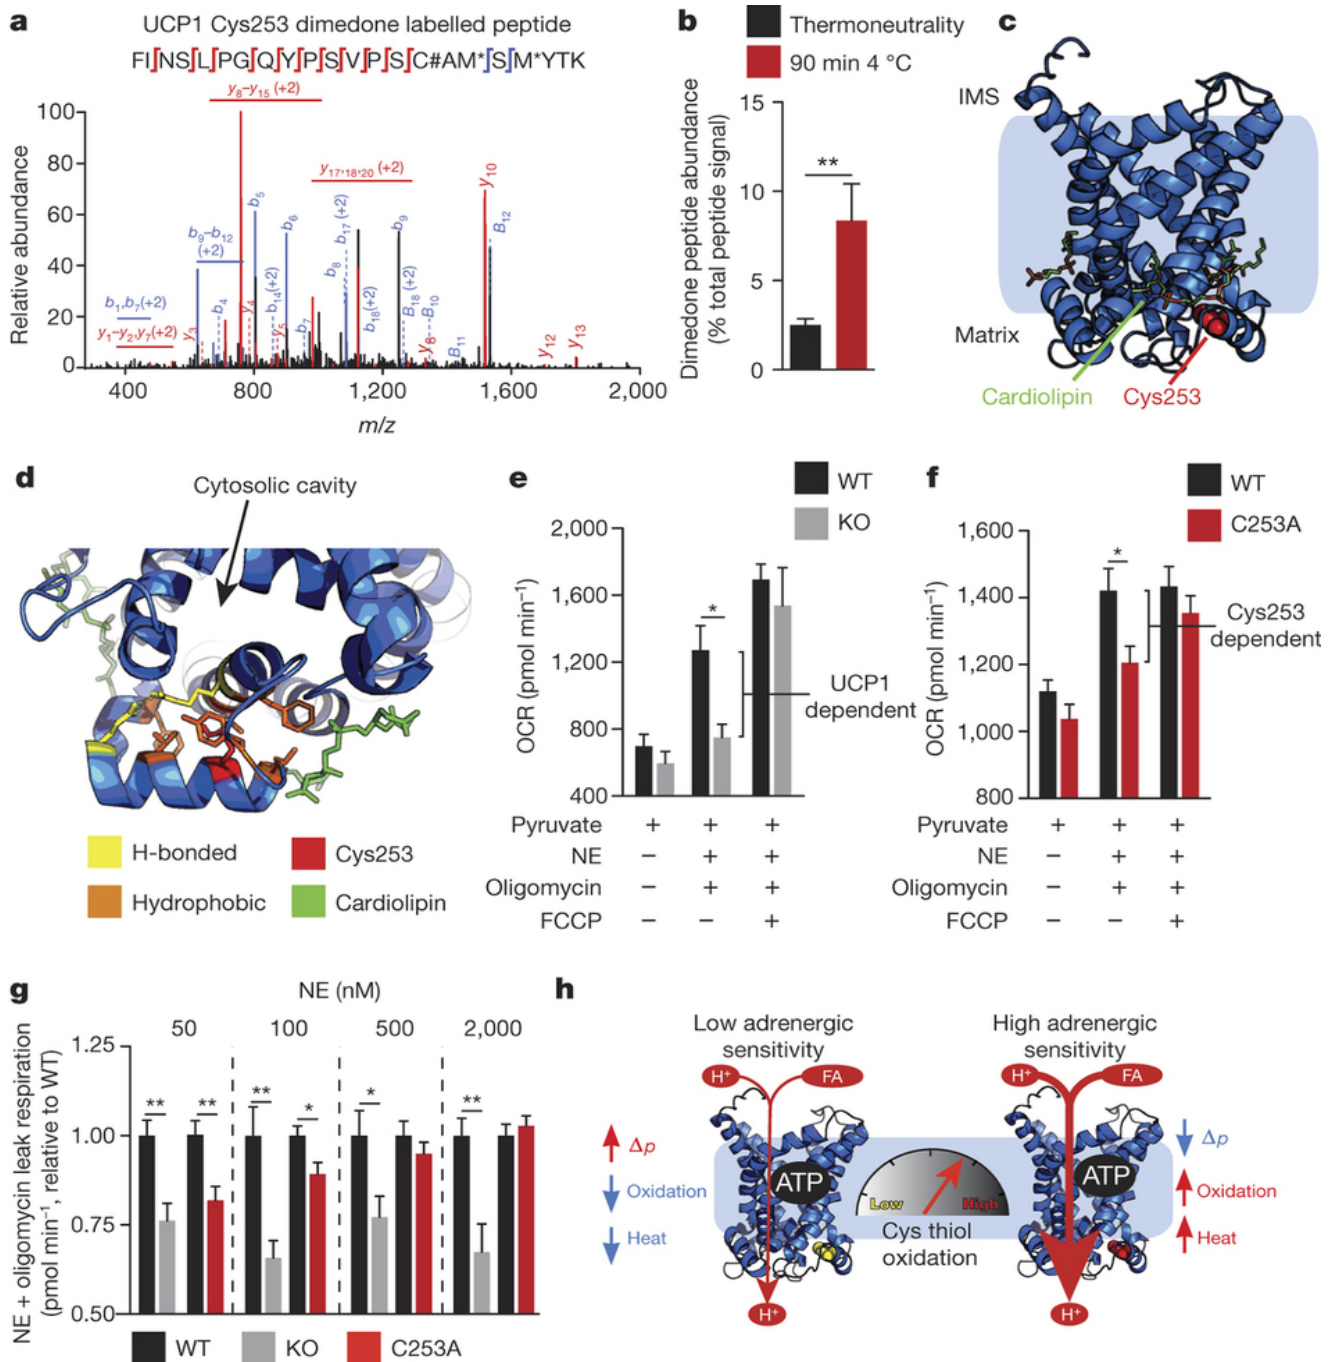 a
UCP1 Cys253 dimedone labelled peptide
FINSLPGQYPSVPSC#AM*SM*YTK
y8–y15 (+2)
y17,18,20 (+2)
y10
b5
b6
b9–b12
(+2)
b17 (+2)
b9
B12
b8
b1,b7(+2)
b4
y4
b14(+2)
b18(+2)
B18 (+2)
B10
y1–y2,y7(+2)
y3
y5
b7
y8
B11
y12
y13
Relative abundance
100
80
60
40
20
0
400
800
1,200
1,600
2,000
m/z
b
Thermoneutrality
90 min 4 °C
Dimedone peptide abundance
(% total peptide signal)
15
10
5
0
**
c
IMS
Matrix
Cardiolipin
Cys253
d
Cytosolic cavity
H-bonded
Cys253
Hydrophobic
Cardiolipin
e
WT
KO
OCR (pmol min–1)
2,000
1,600
1,200
800
400
*
UCP1
dependent
Pyruvate + + +
NE – + +
Oligomycin – + +
FCCP – – +
f
WT
C253A
OCR (pmol min–1)
1,600
1,400
1,200
1,000
800
*
Cys253
dependent
Pyruvate + + +
NE – + +
Oligomycin – + +
FCCP – – +
g
NE (nM)
50 100 500 2,000
NE + oligomycin leak respiration
(pmol min–1, relative to WT)
1.25
1.00
0.75
0.50
** ** ** * * **
WT
KO
C253A
h
Low adrenergic
sensitivity
High adrenergic
sensitivity
H+
FA
H+
FA
Δp
Oxidation
Heat
ATP
Low
High
Cys thiol
oxidation
ATP
Δp
Oxidation
Heat
H+
H+